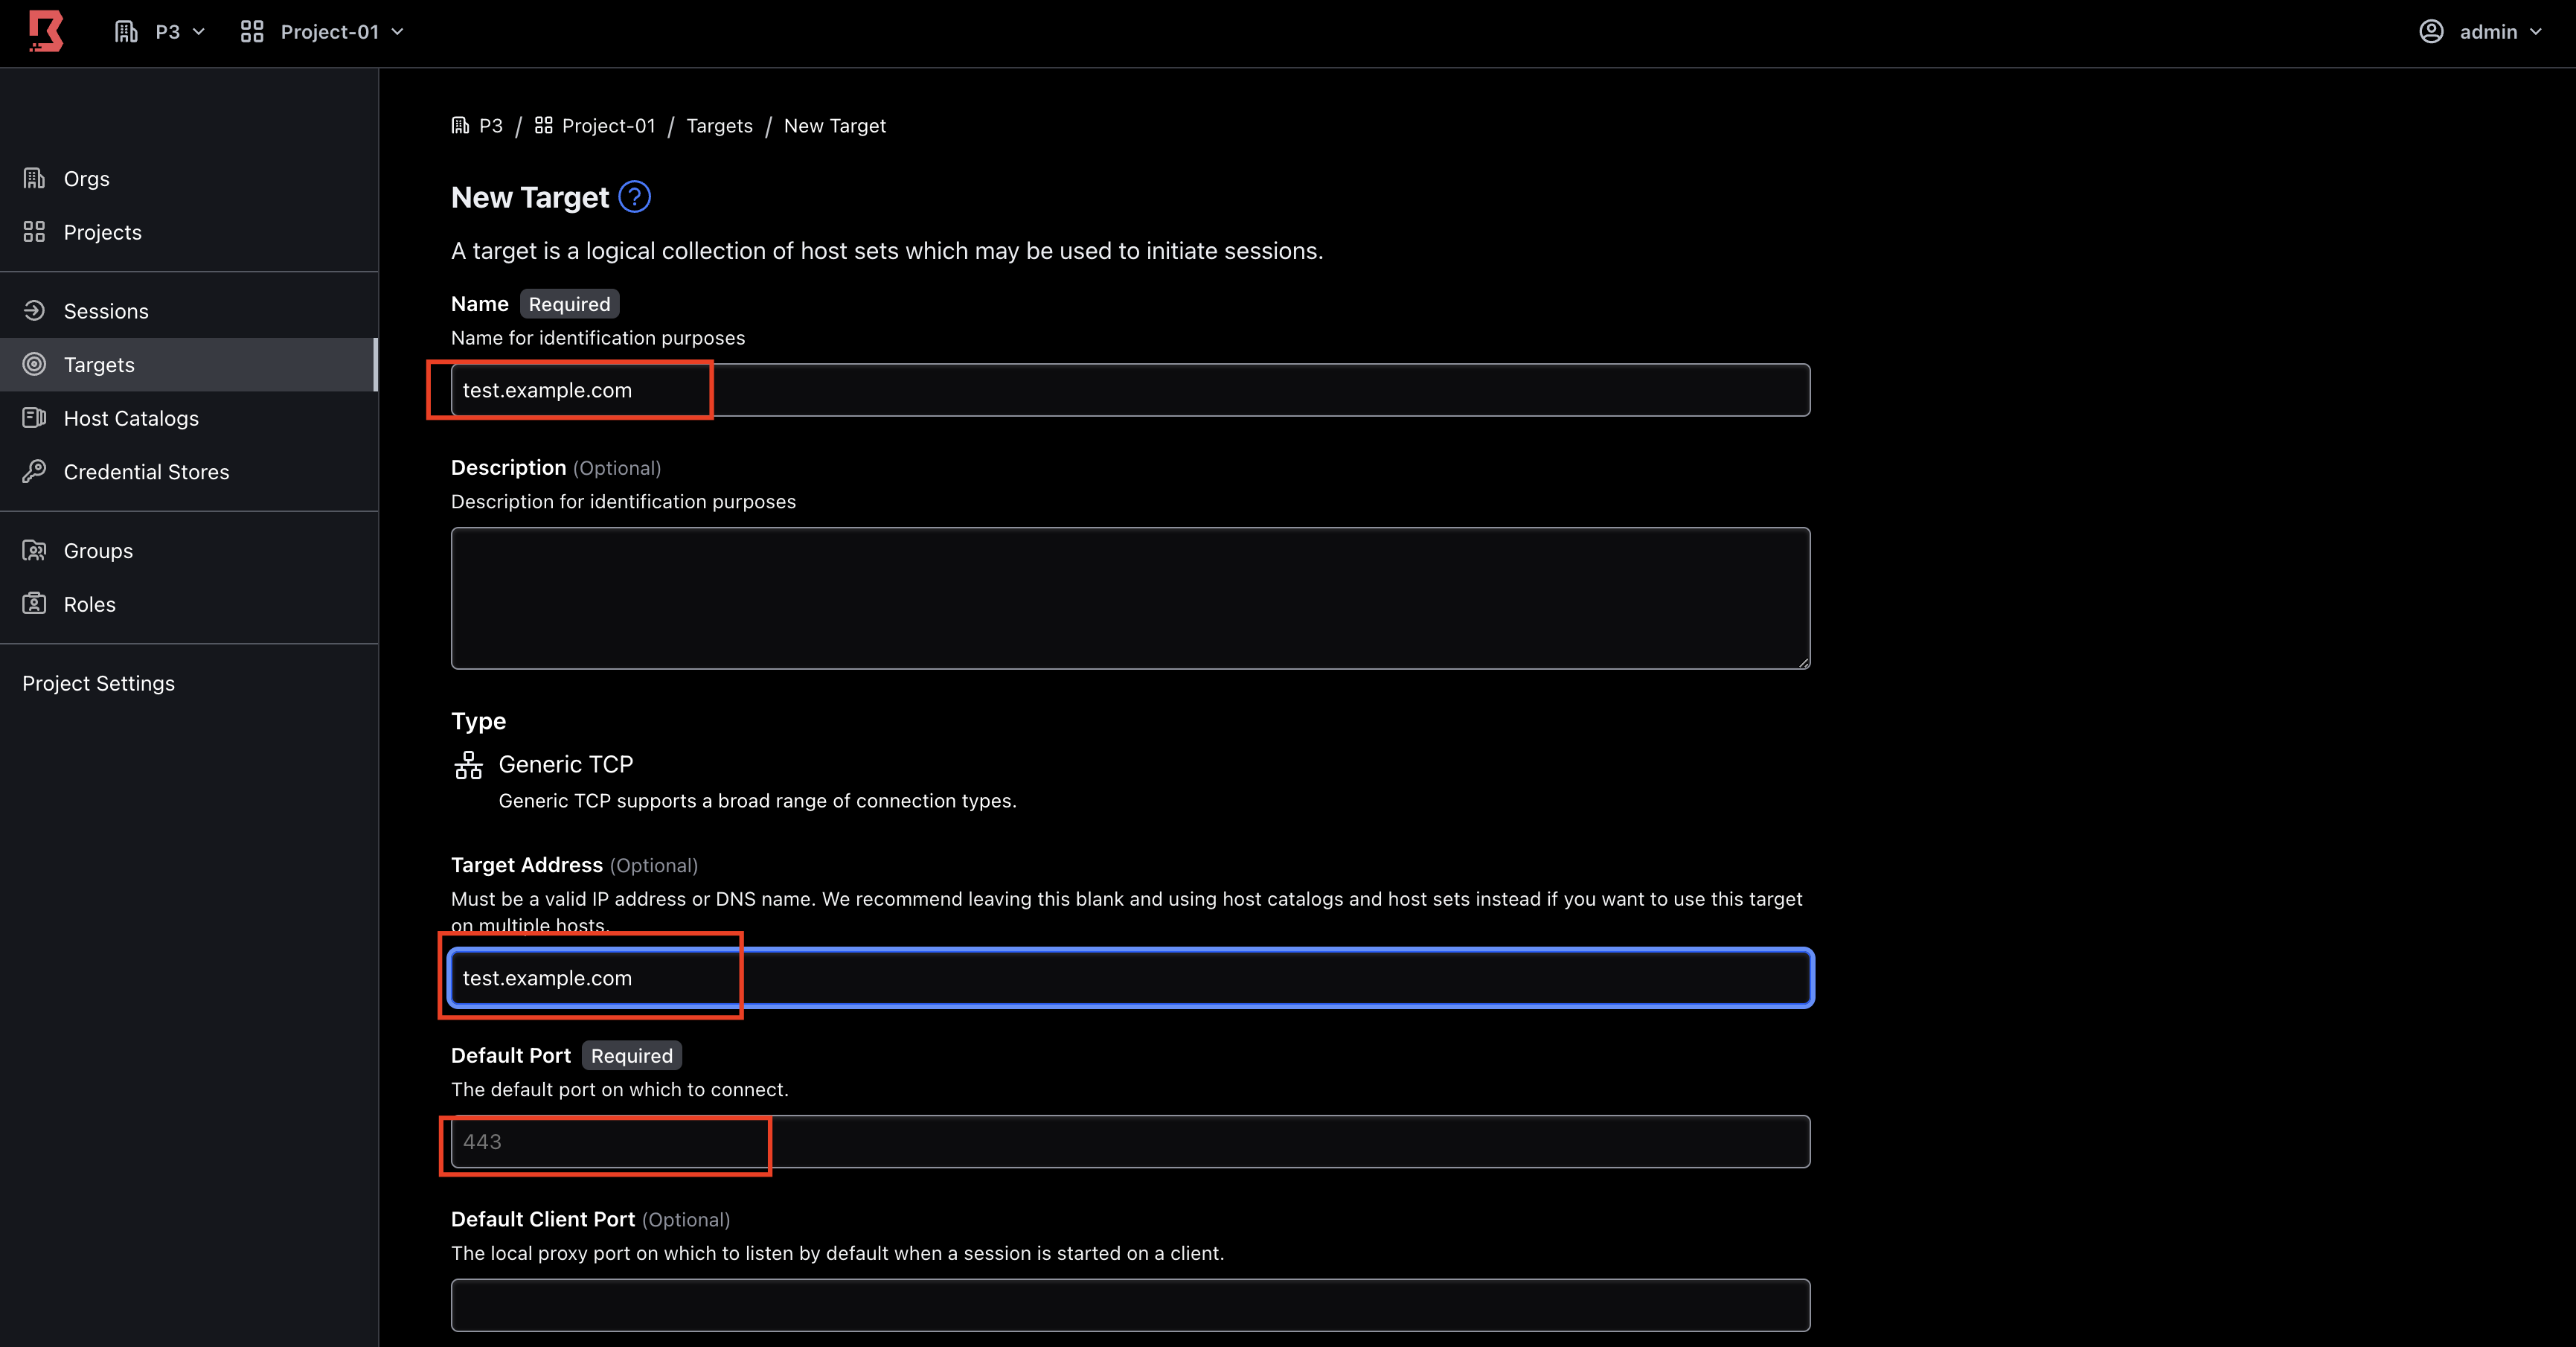 P3
Project-01
admin
Orgs
Projects
Sessions
Targets
Host Catalogs
Credential Stores
Groups
Roles
Project Settings
P3 / Project-01 / Targets / New Target
New Target ?
A target is a logical collection of host sets which may be used to initiate sessions.
Name Required
Name for identification purposes
test.example.com
Description (Optional)
Description for identification purposes
Type
Generic TCP
Generic TCP supports a broad range of connection types.
Target Address (Optional)
Must be a valid IP address or DNS name. We recommend leaving this blank and using host catalogs and host sets instead if you want to use this target
on multiple hosts.
test.example.com
Default Port Required
The default port on which to connect.
443
Default Client Port (Optional)
The local proxy port on which to listen by default when a session is started on a client.